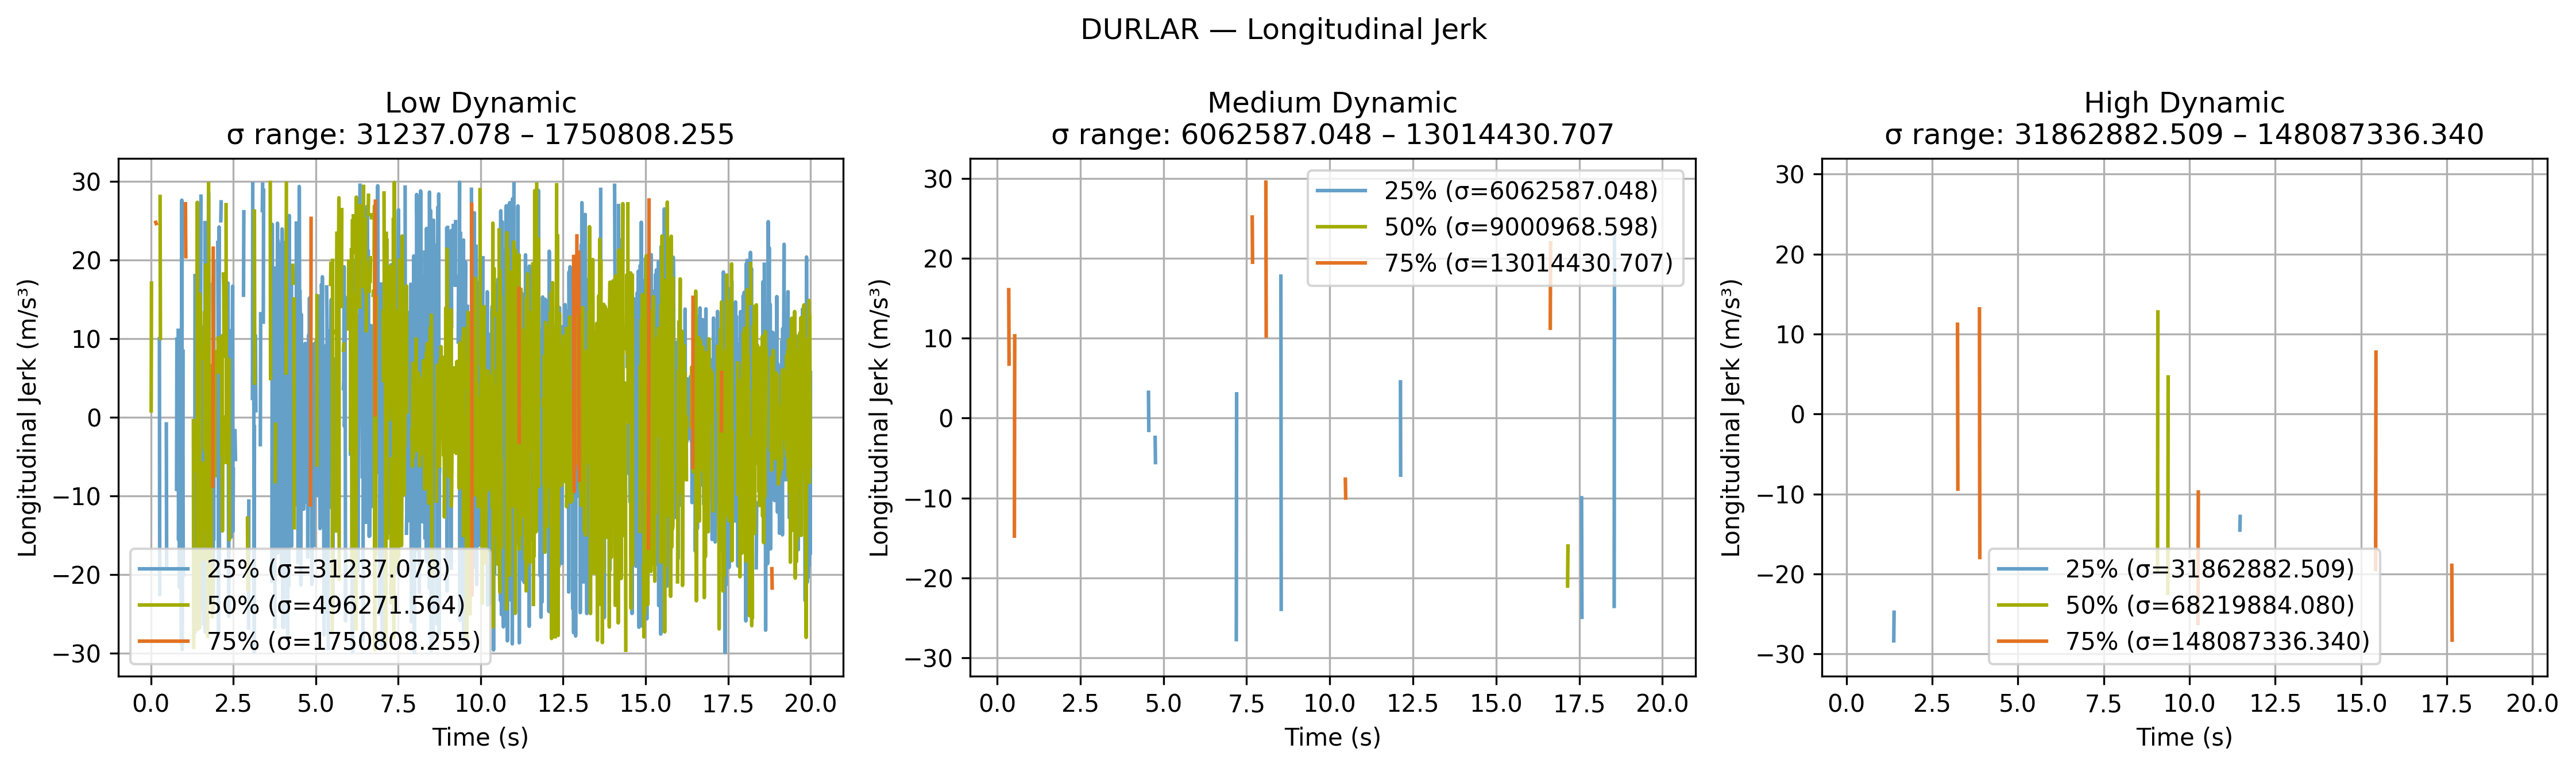 DURLAR — Longitudinal Jerk
Low Dynamic
σ range: 31237.078 – 1750808.255
Longitudinal Jerk (m/s³)
30
20
10
0
−10
−20
−30
25% (σ=31237.078)
50% (σ=496271.564)
75% (σ=1750808.255)
0.0 2.5 5.0 7.5 10.0 12.5 15.0 17.5 20.0
Time (s)
Medium Dynamic
σ range: 6062587.048 – 13014430.707
Longitudinal Jerk (m/s³)
30
20
10
0
−10
−20
−30
25% (σ=6062587.048)
50% (σ=9000968.598)
75% (σ=13014430.707)
0.0 2.5 5.0 7.5 10.0 12.5 15.0 17.5 20.0
Time (s)
High Dynamic
σ range: 31862882.509 – 148087336.340
Longitudinal Jerk (m/s³)
30
20
10
0
−10
−20
−30
25% (σ=31862882.509)
50% (σ=68219884.080)
75% (σ=148087336.340)
0.0 2.5 5.0 7.5 10.0 12.5 15.0 17.5 20.0
Time (s)